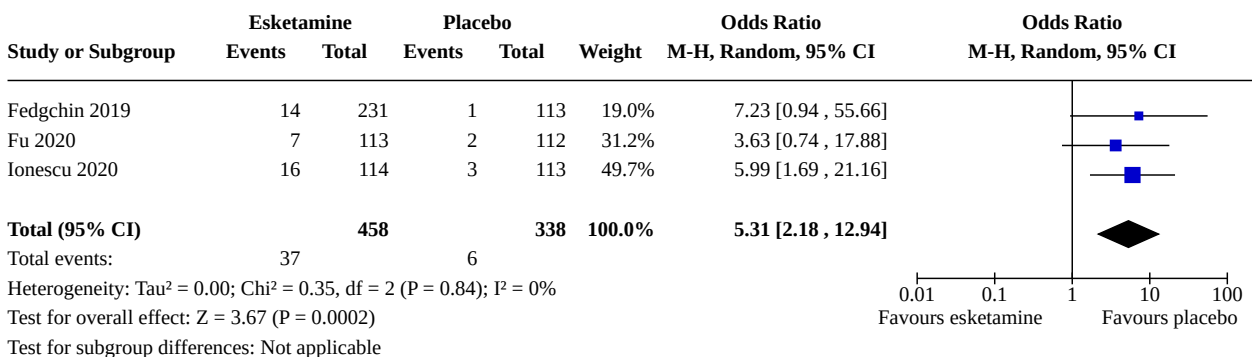 Esketamine Placebo Odds Ratio Odds Ratio
Study or Subgroup Events Total Events Total Weight M-H, Random, 95% CI M-H, Random, 95% CI
Fedgchin 2019 14 231 1 113 19.0% 7.23 [0.94 , 55.66]
Fu 2020 7 113 2 112 31.2% 3.63 [0.74 , 17.88]
Ionescu 2020 16 114 3 113 49.7% 5.99 [1.69 , 21.16]
Total (95% CI) 458 338 100.0% 5.31 [2.18 , 12.94]
Total events: 37 6
Heterogeneity: Tau² = 0.00; Chi² = 0.35, df = 2 (P = 0.84); I² = 0%
0.01 0.1 1 10 100
Test for overall effect: Z = 3.67 (P = 0.0002) Favours esketamine Favours placebo
Test for subgroup differences: Not applicable